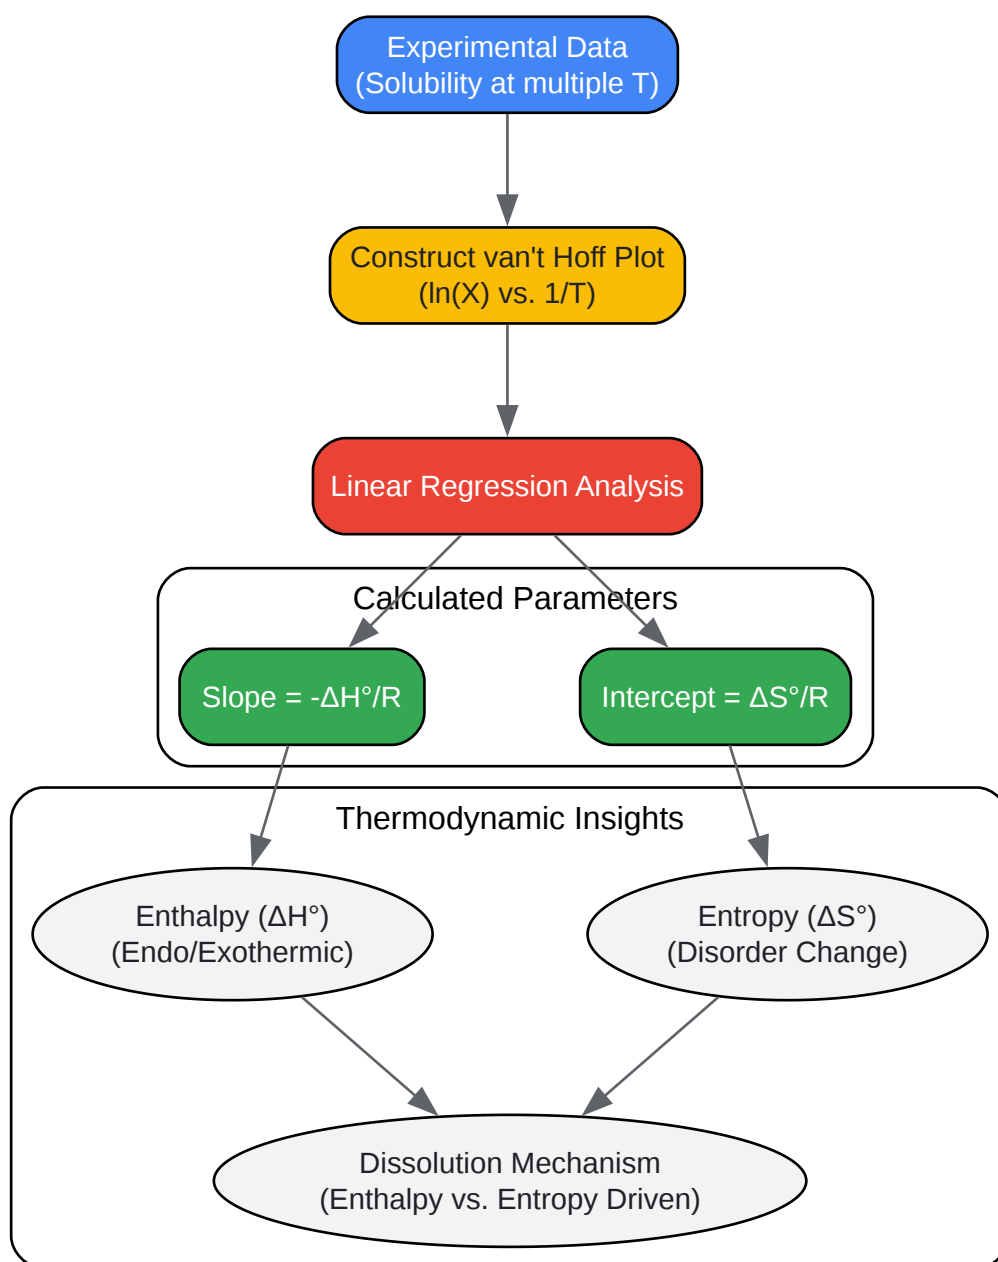 Experimental Data
(Solubility at multiple T)
Construct van't Hoff Plot
(ln(X) vs. 1/T)
Linear Regression Analysis
Calculated Parameters
Slope = -ΔH°/R
Intercept = ΔS°/R
Thermodynamic Insights
Enthalpy (ΔH°)
(Endo/Exothermic)
Entropy (ΔS°)
(Disorder Change)
Dissolution Mechanism
(Enthalpy vs. Entropy Driven)